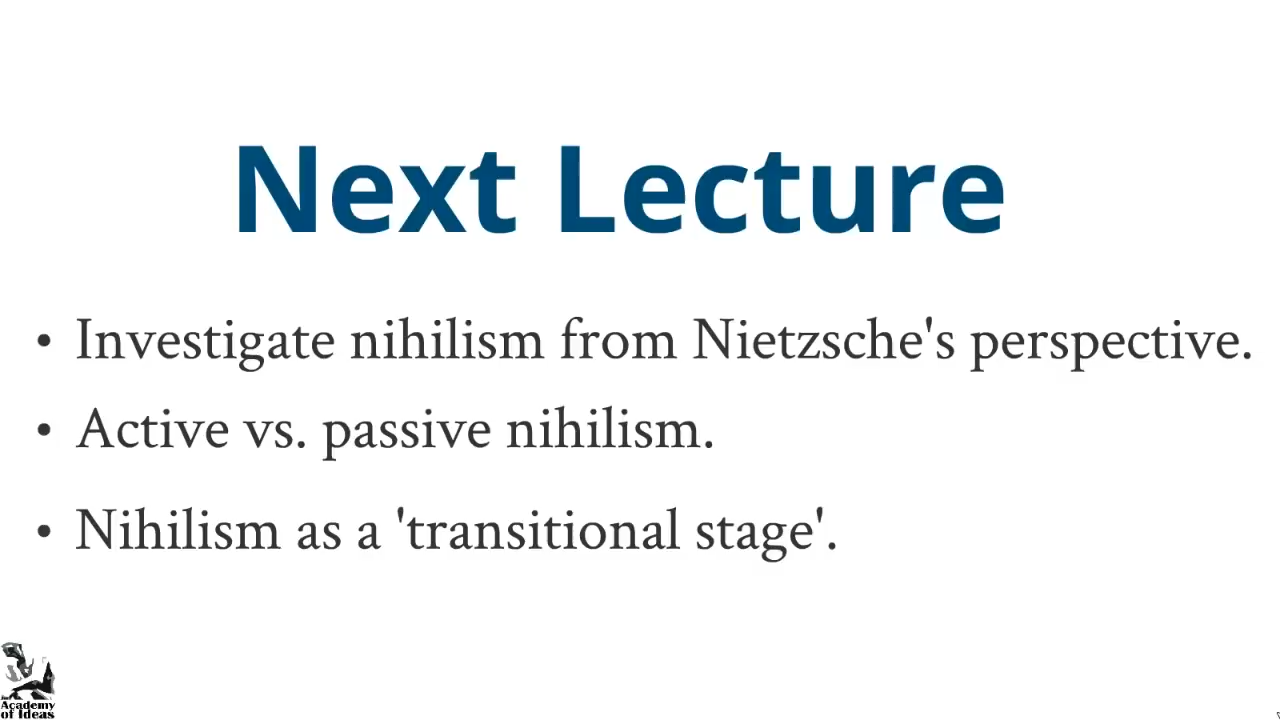 Next Lecture
• Investigate nihilism from Nietzsche's perspective.
• Active vs. passive nihilism.
• Nihilism as a 'transitional stage'.
Academy
of Ideas